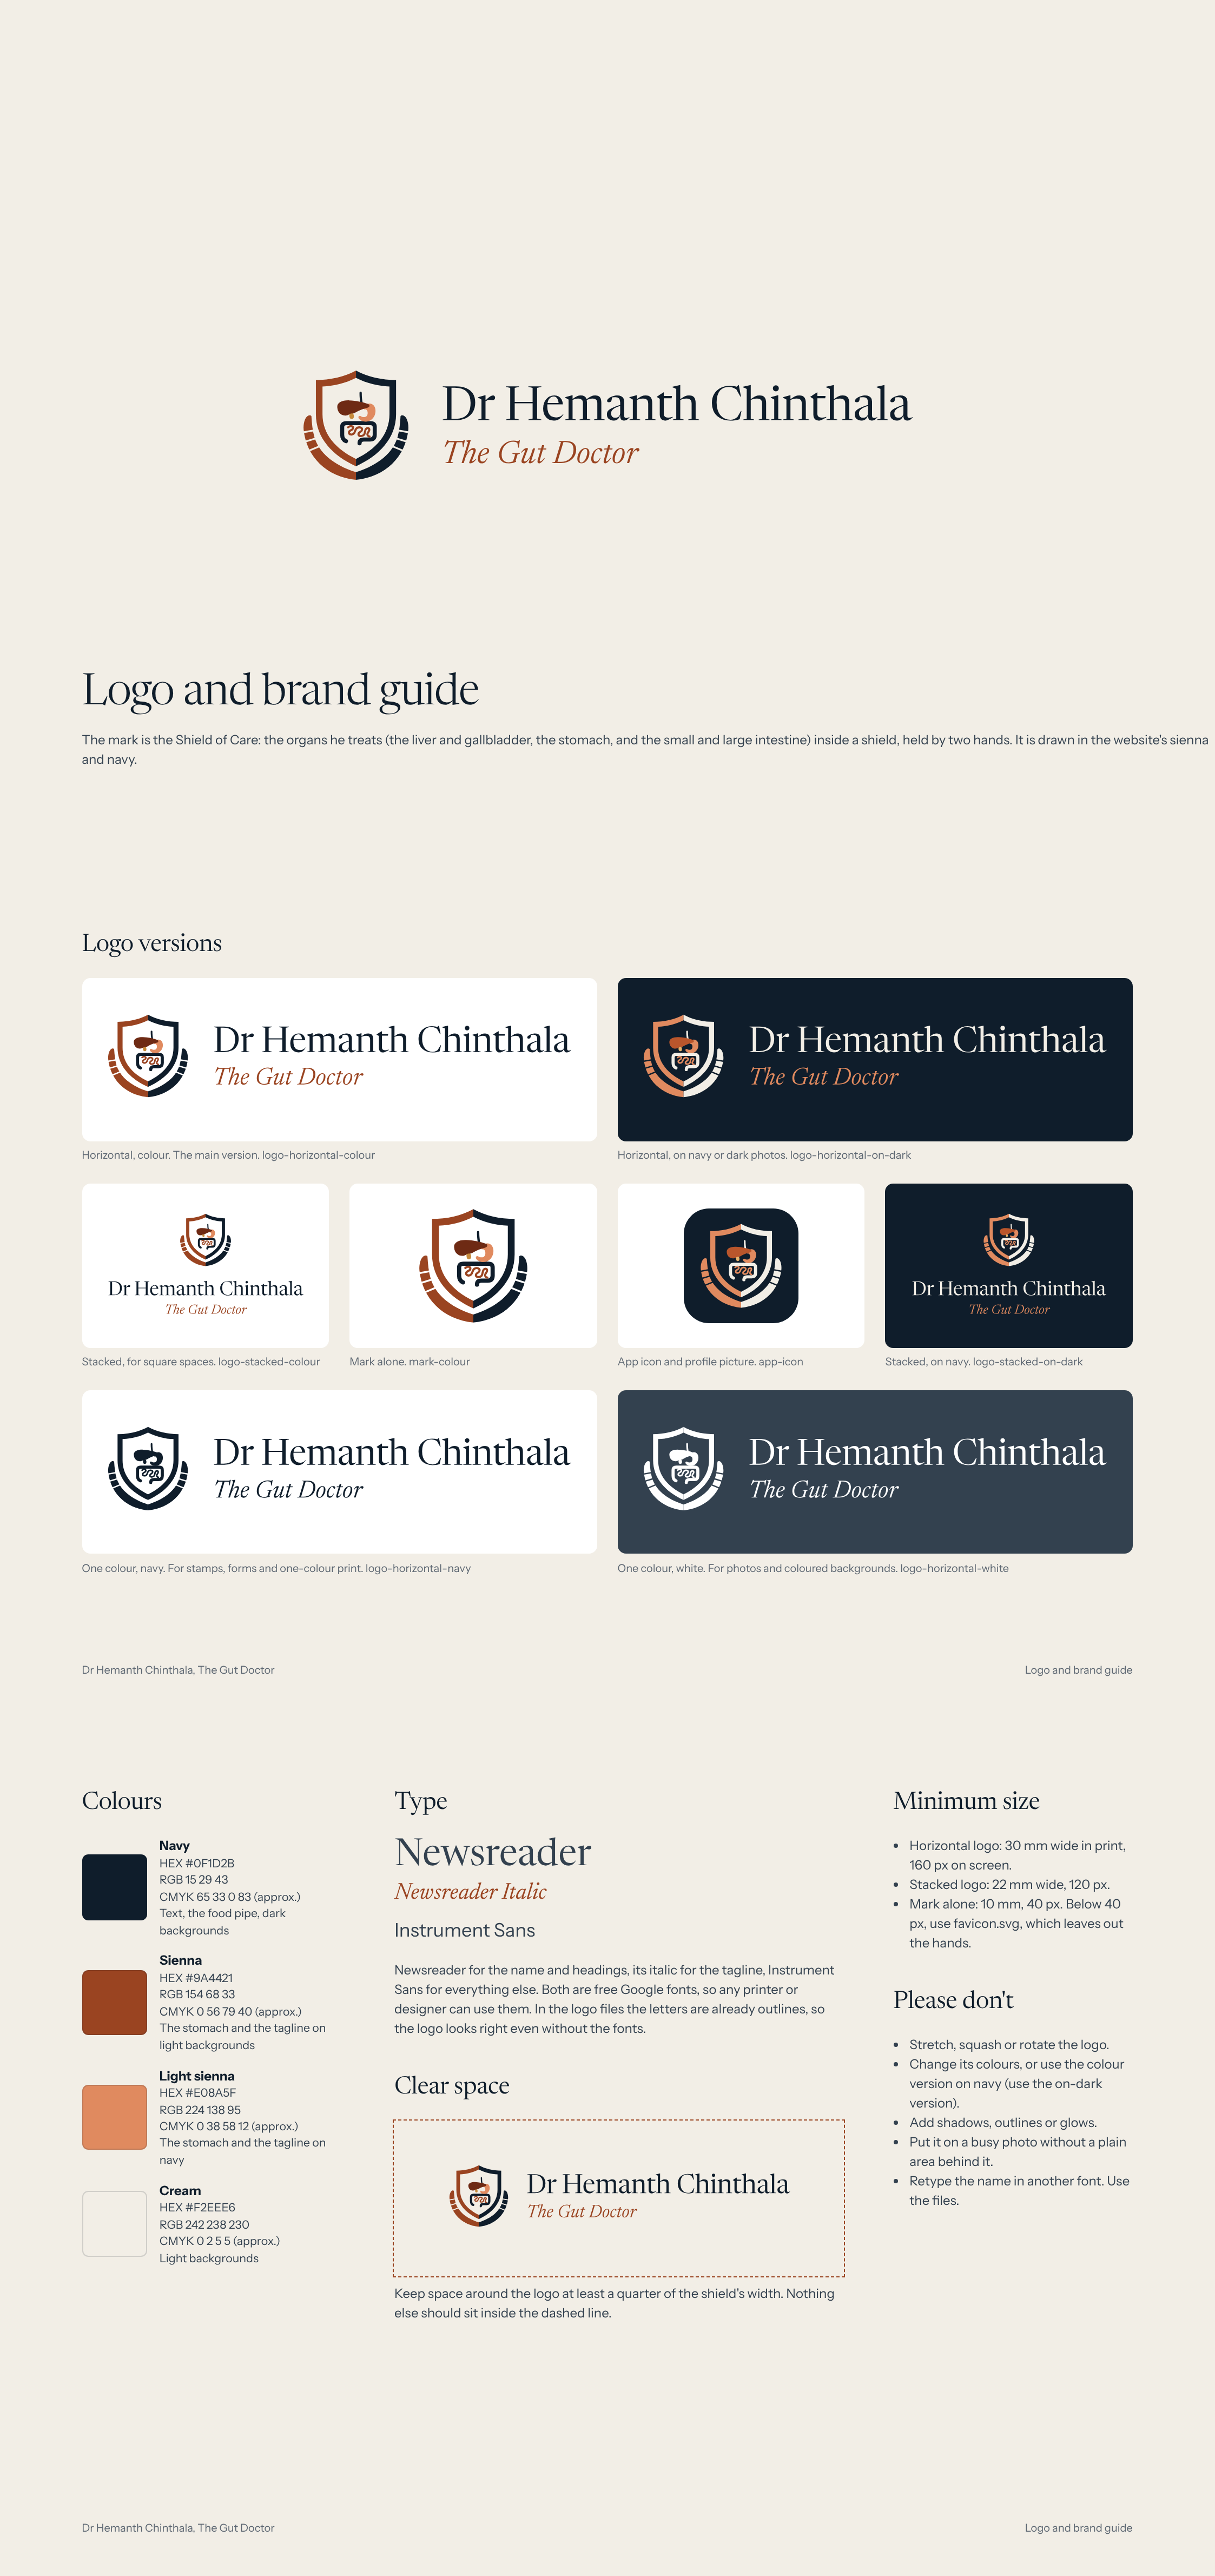 Dr Hemanth Chinthala
The Gut Doctor
Logo and brand guide
The mark is the Shield of Care: the organs he treats (the liver and gallbladder, the stomach, and the small and large intestine) inside a shield, held by two hands. It is drawn in the website's sienna
and navy.
Logo versions
Dr Hemanth Chinthala
The Gut Doctor
Horizontal, colour. The main version. logo-horizontal-colour
Dr Hemanth Chinthala
The Gut Doctor
Horizontal, on navy or dark photos. logo-horizontal-on-dark
Dr Hemanth Chinthala
The Gut Doctor
Stacked, for square spaces. logo-stacked-colour
Mark alone. mark-colour
App icon and profile picture. app-icon
Dr Hemanth Chinthala
The Gut Doctor
Stacked, on navy. logo-stacked-on-dark
Dr Hemanth Chinthala
The Gut Doctor
One colour, navy. For stamps, forms and one-colour print. logo-horizontal-navy
Dr Hemanth Chinthala
The Gut Doctor
One colour, white. For photos and coloured backgrounds. logo-horizontal-white
Dr Hemanth Chinthala, The Gut Doctor
Logo and brand guide
Colours
Navy
HEX #0F1D2B
RGB 15 29 43
CMYK 65 33 0 83 (approx.)
Text, the food pipe, dark
backgrounds
Sienna
HEX #9A4421
RGB 154 68 33
CMYK 0 56 79 40 (approx.)
The stomach and the tagline on
light backgrounds
Light sienna
HEX #E08A5F
RGB 224 138 95
CMYK 0 38 58 12 (approx.)
The stomach and the tagline on
navy
Cream
HEX #F2EEE6
RGB 242 238 230
CMYK 0 2 5 5 (approx.)
Light backgrounds
Type
Newsreader
Newsreader Italic
Instrument Sans
Newsreader for the name and headings, its italic for the tagline, Instrument
Sans for everything else. Both are free Google fonts, so any printer or
designer can use them. In the logo files the letters are already outlines, so
the logo looks right even without the fonts.
Clear space
Dr Hemanth Chinthala
The Gut Doctor
Keep space around the logo at least a quarter of the shield's width. Nothing
else should sit inside the dashed line.
Minimum size
• Horizontal logo: 30 mm wide in print,
160 px on screen.
• Stacked logo: 22 mm wide, 120 px.
• Mark alone: 10 mm, 40 px. Below 40
px, use favicon.svg, which leaves out
the hands.
Please don't
• Stretch, squash or rotate the logo.
• Change its colours, or use the colour
version on navy (use the on-dark
version).
• Add shadows, outlines or glows.
• Put it on a busy photo without a plain
area behind it.
• Retype the name in another font. Use
the files.
Dr Hemanth Chinthala, The Gut Doctor
Logo and brand guide